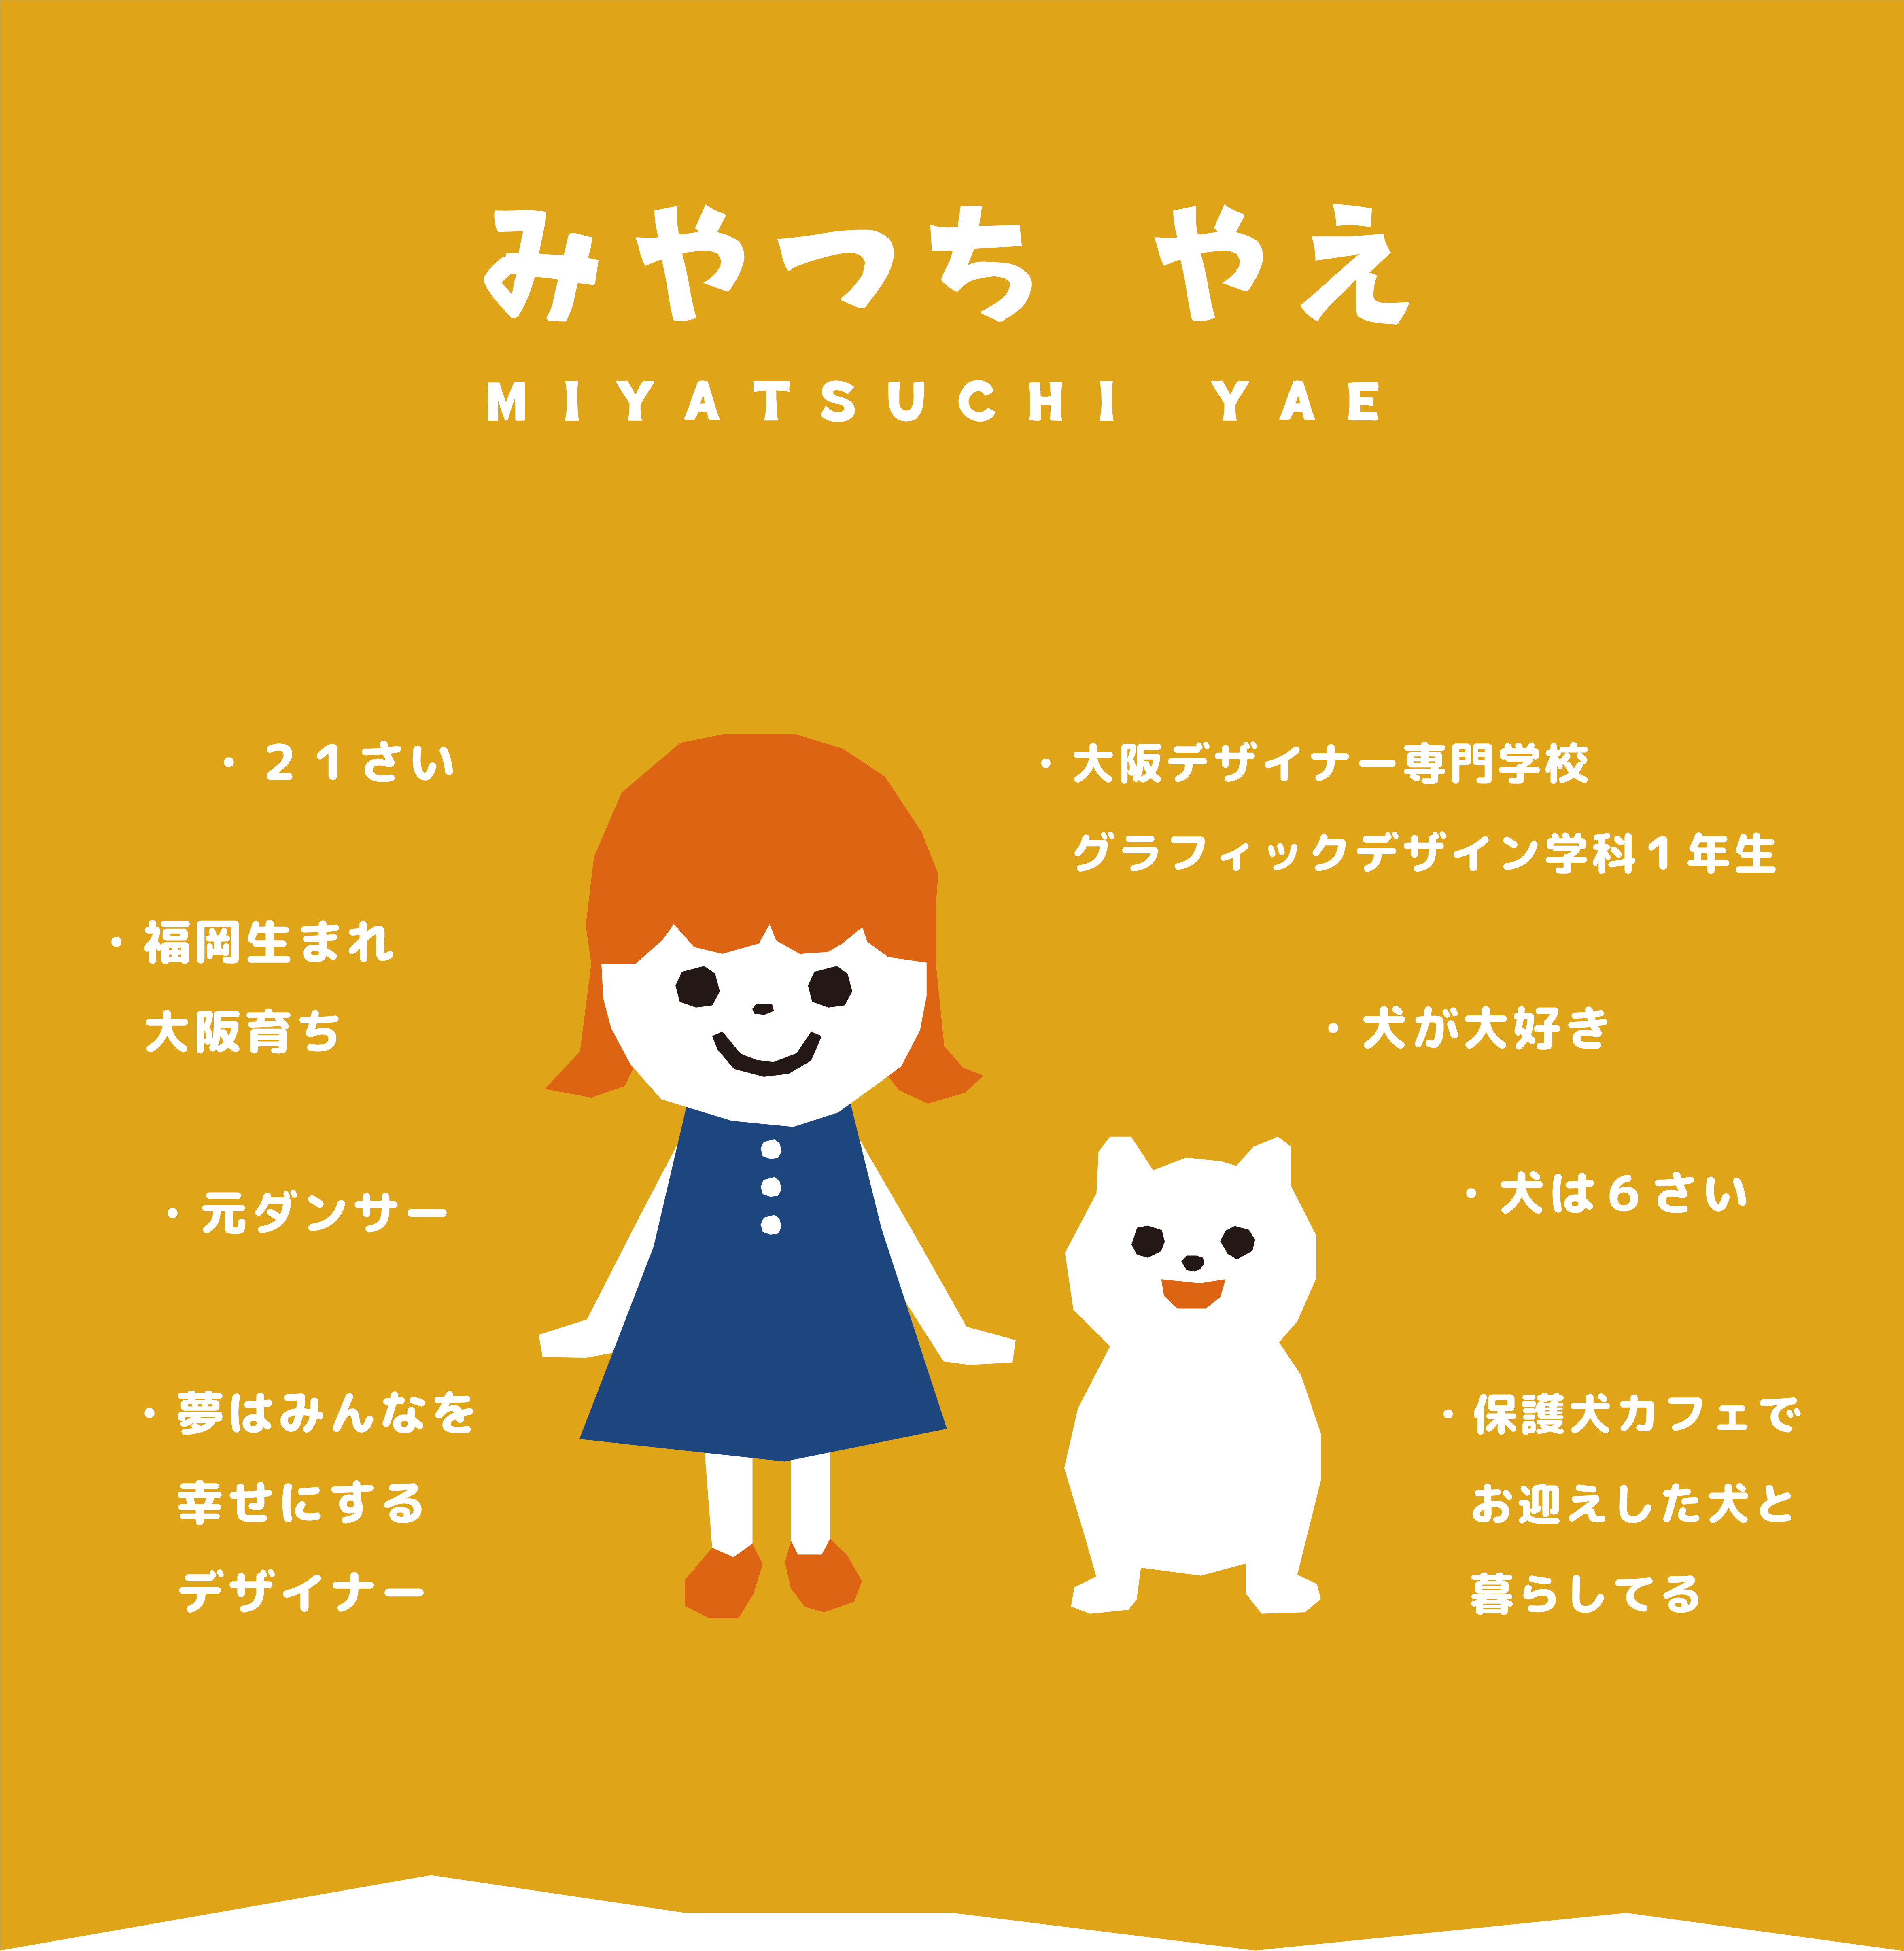 みやつち やえ
MIYATSUCHI YAE
・21さい
・福岡生まれ
大阪育ち
・元ダンサー
・夢はみんなを
幸せにする
デザイナー
・大阪デザイナー専門学校
グラフィックデザイン学科1年生
・犬が大好き
・犬は6さい
・保護犬カフェで
お迎えした犬と
暮らしてる